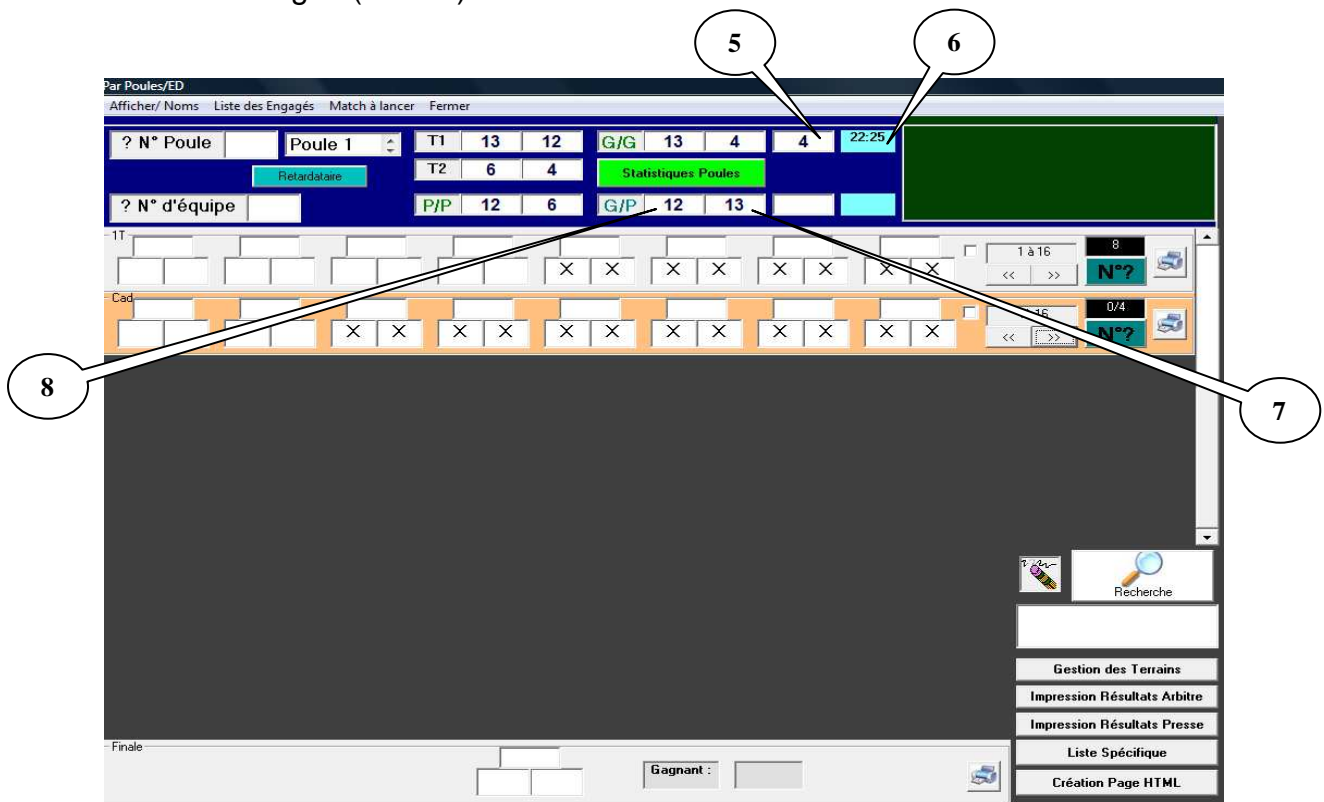 5 6
Par Poules/ED
Afficher/ Noms Liste des Engagés Match à lancer Fermer
? N° Poule Poule 1 T1 13 12 G/G 13 4 4 22:25
Retardataire T2 6 4 Statistiques Poules
? N° d'équipe P/P 12 6 G/P 12 13
1T 1 à 16 8
X X X X X X X X << >> N°?
Cad 16 0/4
X X X X X X X X X X X X << >> N°?
8
7
Recherche
Gestion des Terrains
Impression Résultats Arbitre
Impression Résultats Presse
Finale Liste Spécifique
Gagnant :
Création Page HTML